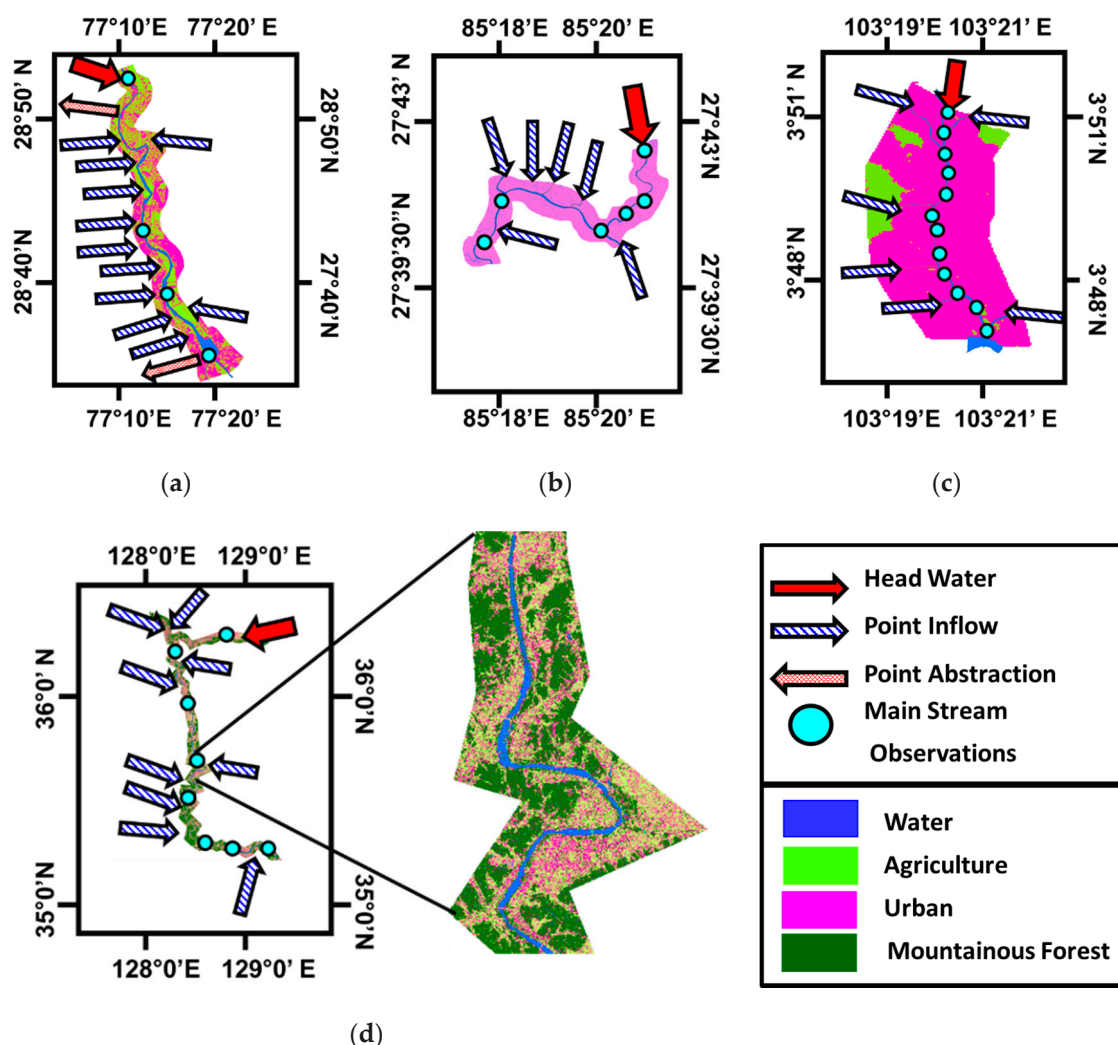 77°10’ E 77°20’ E
28°50’ N
28°40’ N
28°50’ N
27°40’ N
77°10’E 77°20’ E
(a)
85°18’ E 85°20’ E
27°43’ N
27°39’30’’N
27°43’N
27°39’30’N
85°18’ E 85°20’ E
(b)
103°19’ E 103°21’ E
3°51’ N
3°48’ N
3°51’N
3°48’ N
103°19’ E 103°21’ E
(c)
128°0’E 129°0’ E
36°0’ N
35°0’N
36°0’N
35°0’N
128°0’E 129°0’ E
(d)
Head Water
Point Inflow
Point Abstraction
Main Stream
Observations
Water
Agriculture
Urban
Mountainous Forest